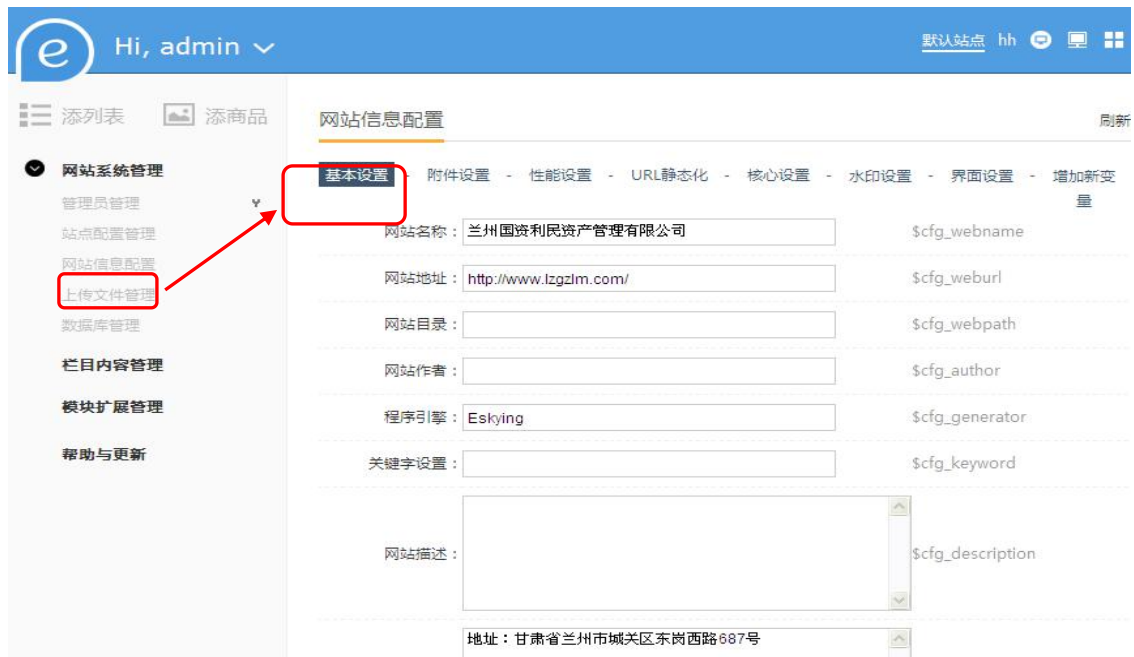 e Hi, admin 默认站点 hh
添列表 添商品
网站信息配置 刷新
网站系统管理
管理员管理
站点配置管理
网站信息配置
上传文件管理
数据库管理
栏目内容管理
模块扩展管理
帮助与更新
基本设置 - 附件设置 - 性能设置 - URL静态化 - 核心设置 - 水印设置 - 界面设置 - 增加新变
量
网站名称： 兰州国资利民资产管理有限公司 $cfg_webname
网站地址： http://www.lzgzlm.com/ $cfg_weburl
网站目录： $cfg_webpath
网站作者： $cfg_author
程序引擎： Eskying $cfg_generator
关键字设置： $cfg_keyword
网站描述： $cfg_description
地址：甘肃省兰州市城关区东岗西路687号